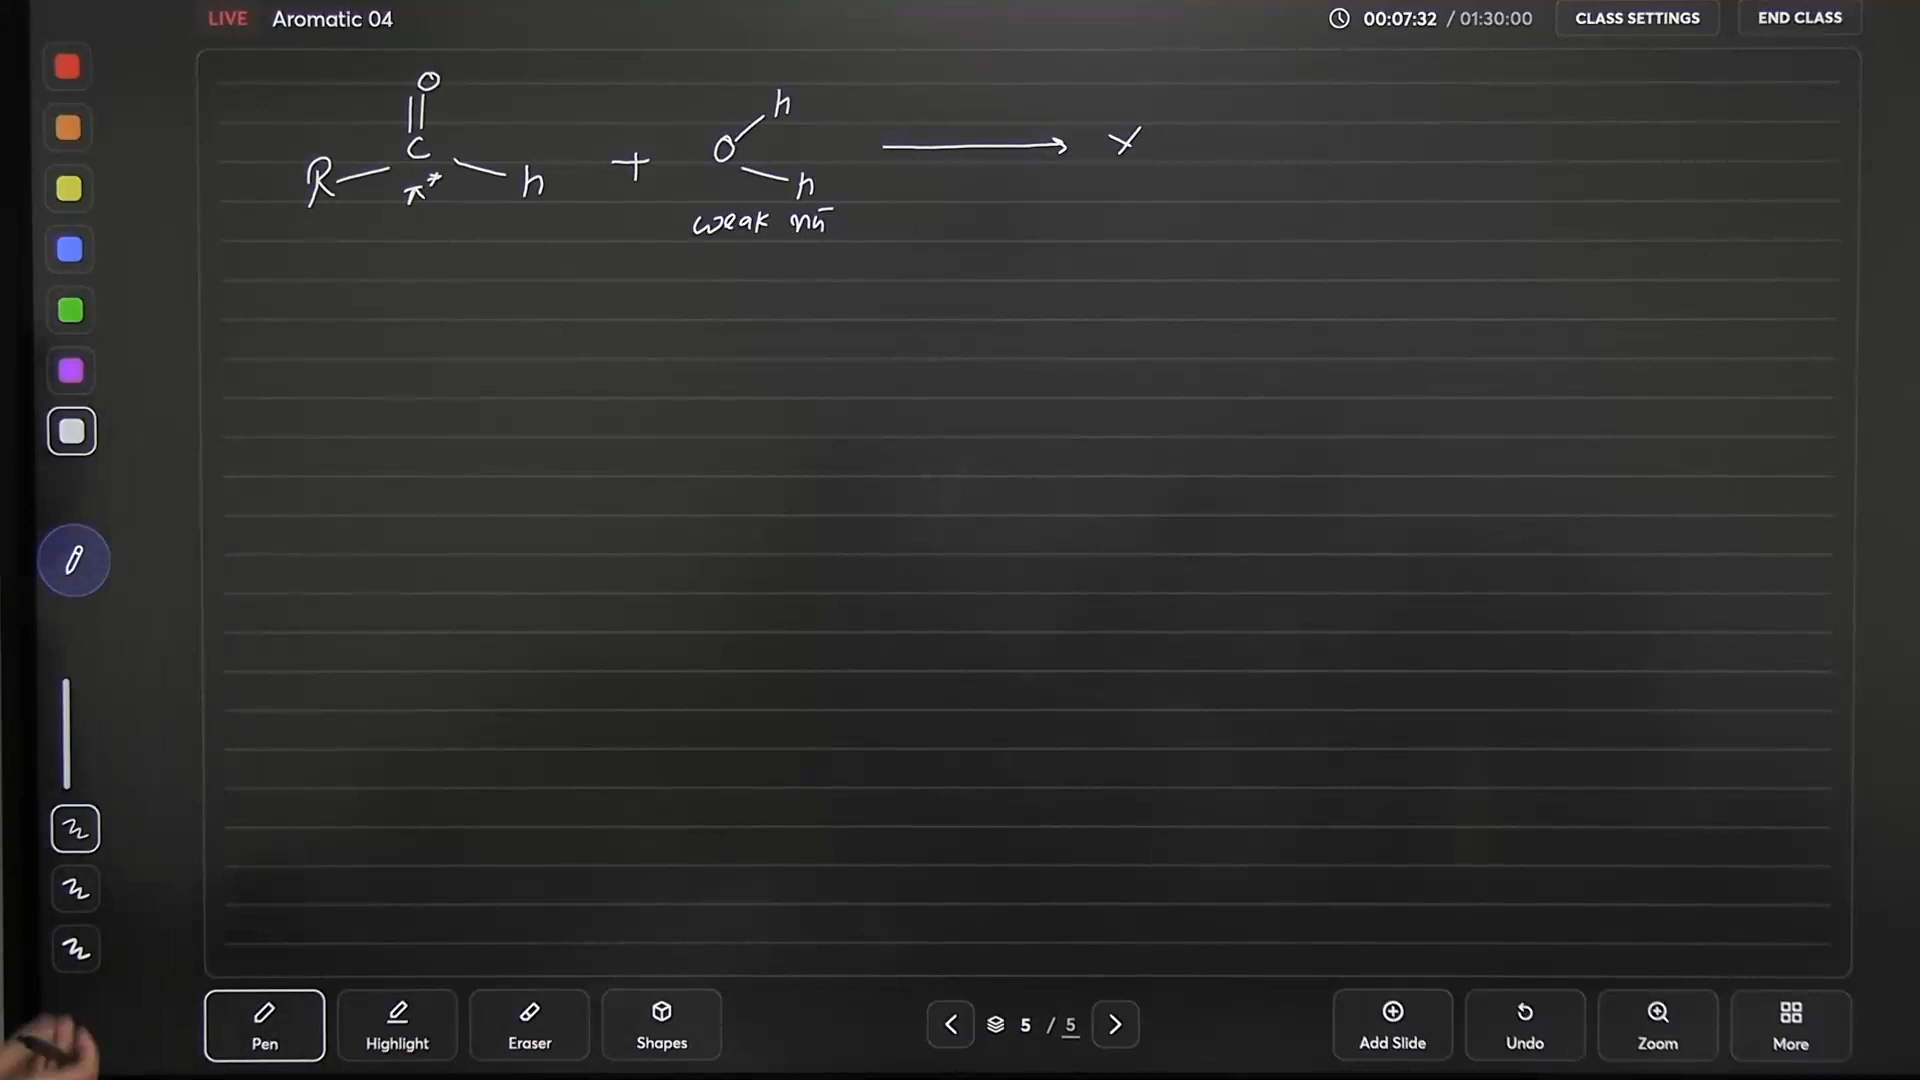 LIVE Aromatic 04 00:07:32 / 01:30:00 CLASS SETTINGS END CLASS
O
C
R h
π*
+
O
h
h
weak nu⁻
→ x
Pen Highlight Eraser Shapes 5 / 5 Add Slide Undo Zoom More